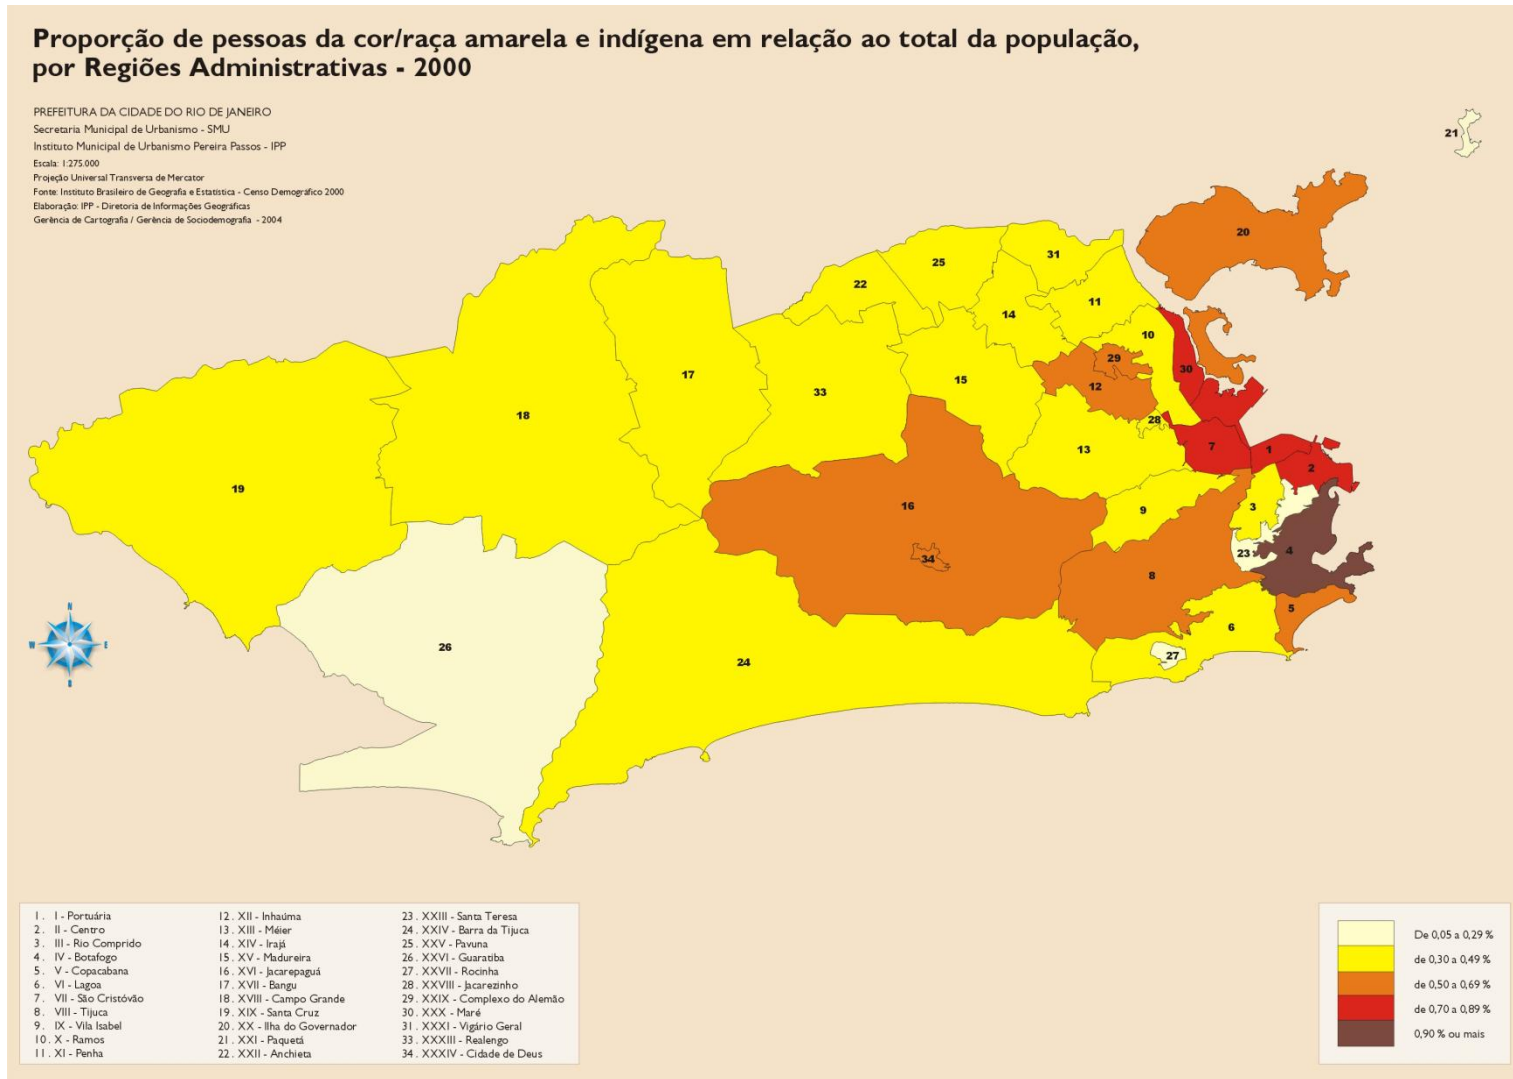 Proporção de pessoas da cor/raça amarela e indígena em relação ao total da população,
por Regiões Administrativas - 2000
PREFEITURA DA CIDADE DO RIO DE JANEIRO
Secretaria Municipal de Urbanismo - SMU
Instituto Municipal de Urbanismo Pereira Passos - IPP
Escala: 1:275.000
Projeção Universal Transversa de Mercator
Fonte: Instituto Brasileiro de Geografia e Estatística - Censo Demográfico 2000
Elaboração: IPP - Diretoria de Informações Geográficas
Gerência de Cartografia / Gerência de Sociodemografia - 2004
21
20
31
25
22
11
14
10
29
30
17
15
12
33
18
28
13
7
1
2
19
16
3
9
4
23
34
8
5
6
26
27
24
N
W
E
S
1. I - Portuária
2. II - Centro
3. III - Rio Comprido
4. IV - Botafogo
5. V - Copacabana
6. VI - Lagoa
7. VII - São Cristóvão
8. VIII - Tijuca
9. IX - Vila Isabel
10. X - Ramos
11. XI - Penha
12. XII - Inhaúma
13. XIII - Méier
14. XIV - Irajá
15. XV - Madureira
16. XVI - Jacarepaguá
17. XVII - Bangu
18. XVIII - Campo Grande
19. XIX - Santa Cruz
20. XX - Ilha do Governador
21. XXI - Paquetá
22. XXII - Anchieta
23. XXIII - Santa Teresa
24. XXIV - Barra da Tijuca
25. XXV - Pavuna
26. XXVI - Guaratiba
27. XXVII - Rocinha
28. XXVIII - Jacarezinho
29. XXIX - Complexo do Alemão
30. XXX - Maré
31. XXXI - Vigário Geral
33. XXXIII - Realengo
34. XXXIV - Cidade de Deus
De 0,05 a 0,29 %
de 0,30 a 0,49 %
de 0,50 a 0,69 %
de 0,70 a 0,89 %
0,90 % ou mais